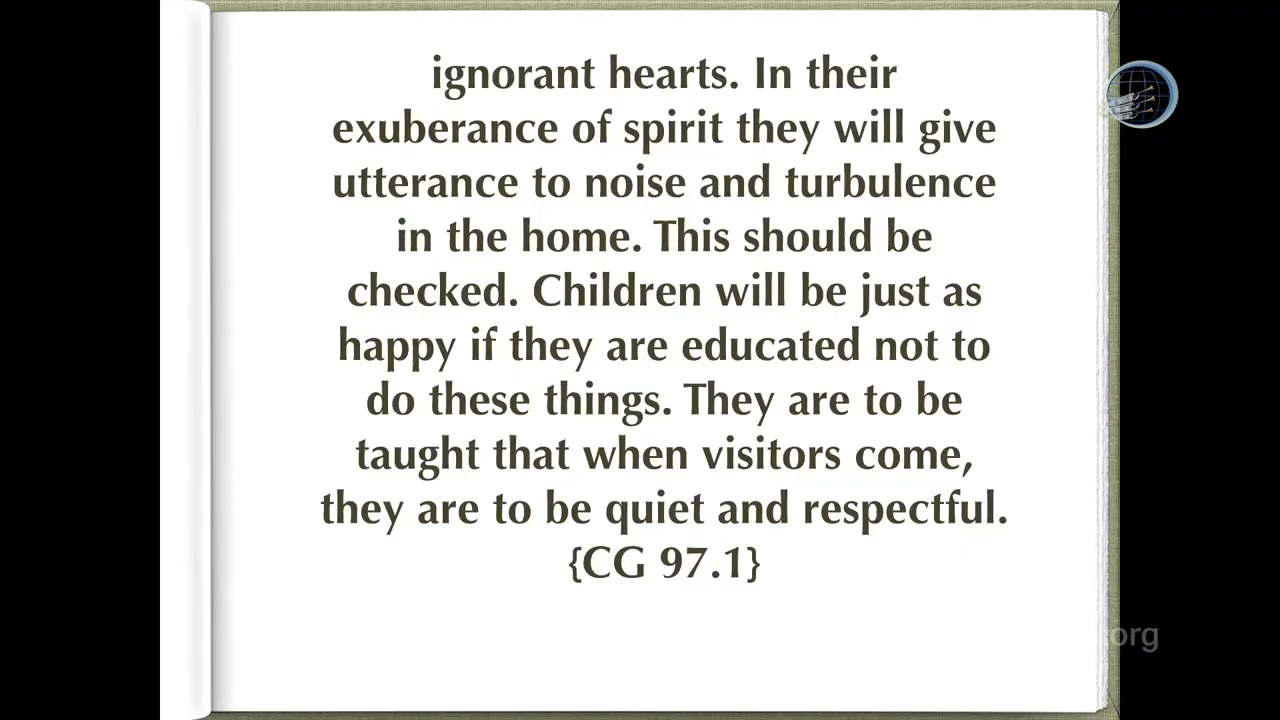 ignorant hearts. In their
exuberance of spirit they will give
utterance to noise and turbulence
in the home. This should be
checked. Children will be just as
happy if they are educated not to
do these things. They are to be
taught that when visitors come,
they are to be quiet and respectful.
{CG 97.1}
org